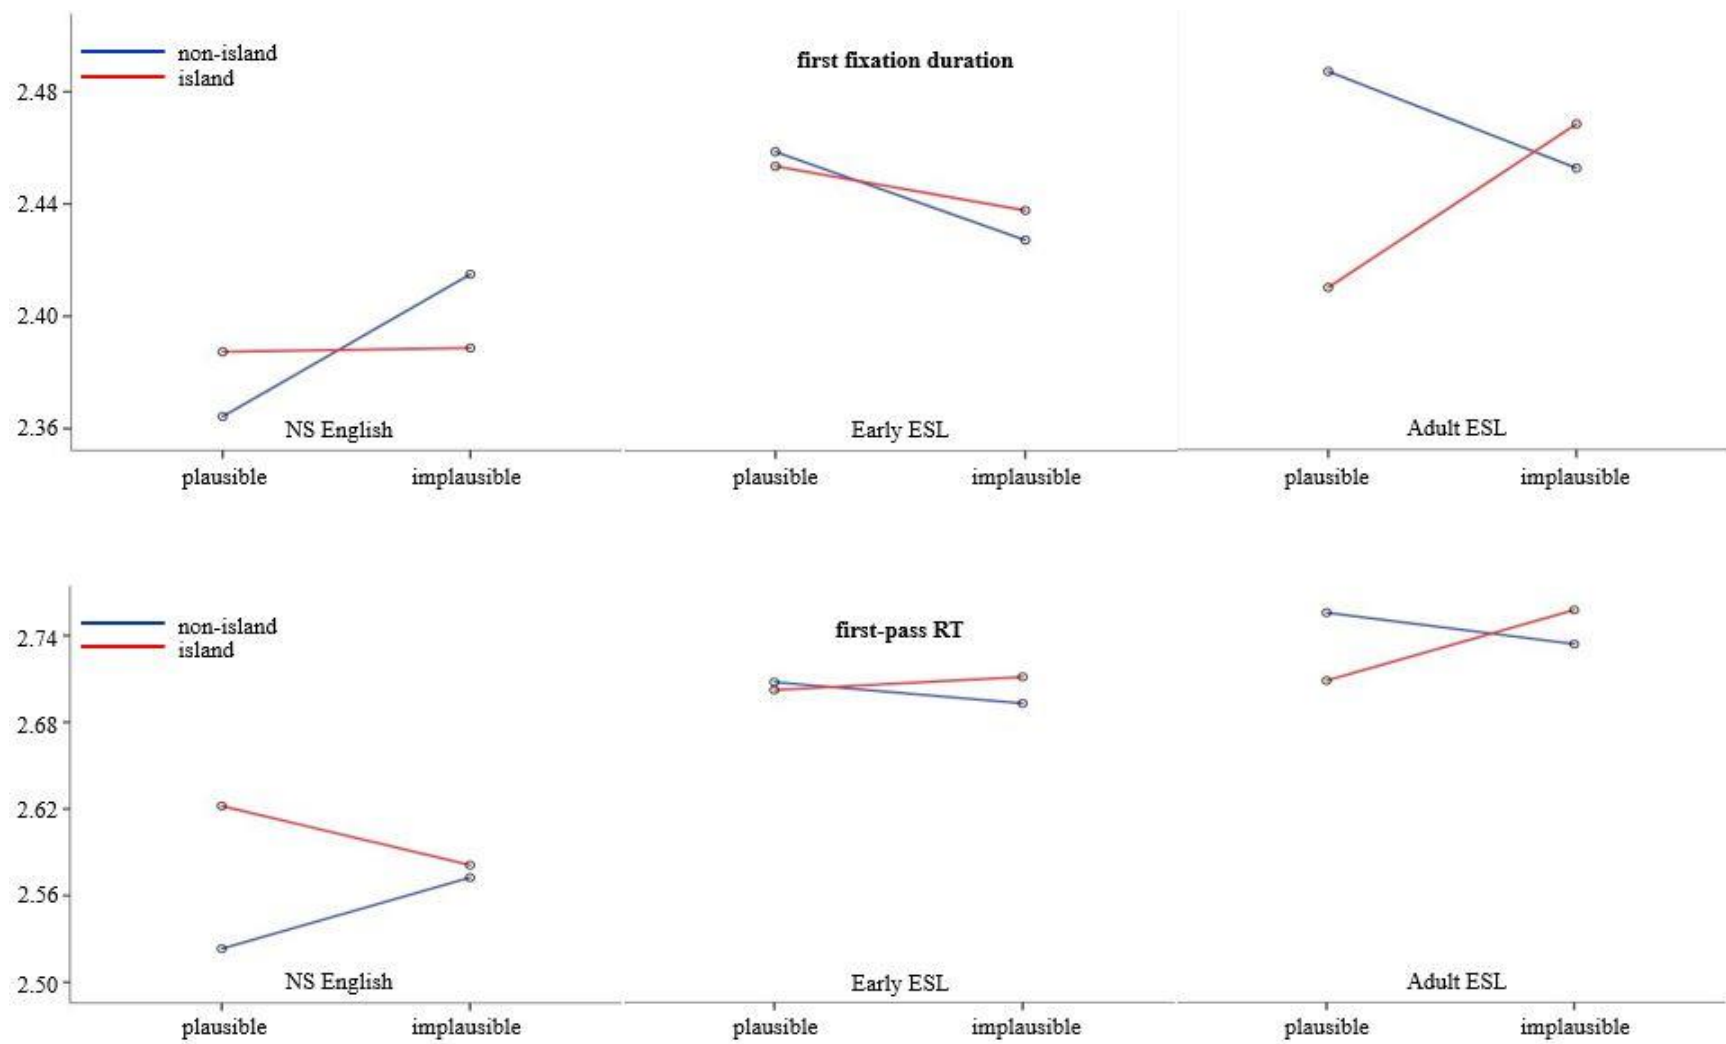 non-island
island
first fixation duration
2.48
2.44
2.40
2.36
NS English
Early ESL
Adult ESL
plausible implausible plausible implausible plausible implausible
non-island
island
first-pass RT
2.74
2.68
2.62
2.56
2.50
NS English
Early ESL
Adult ESL
plausible implausible plausible implausible plausible implausible